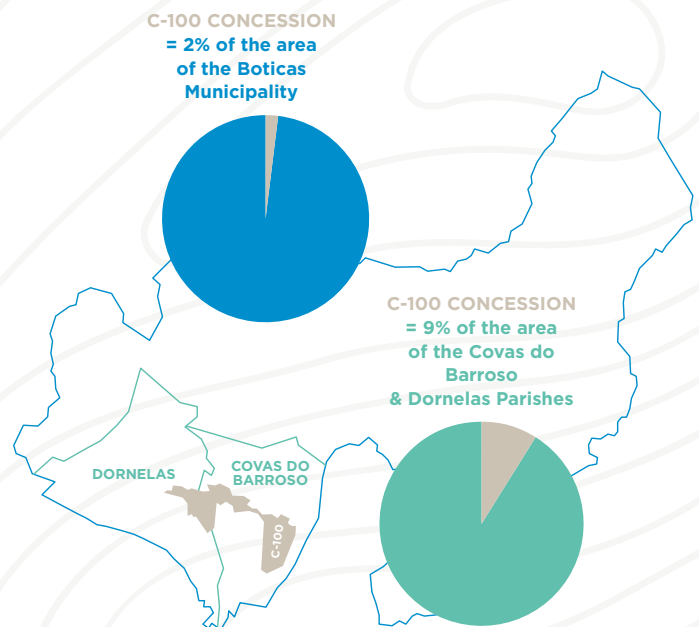 C-100 CONCESSION
= 2% of the area
of the Boticas
Municipality
C-100 CONCESSION
= 9% of the area
of the Covas do
Barroso
& Dornelas Parishes
DORNELAS
COVAS DO
BARROSO
C-100